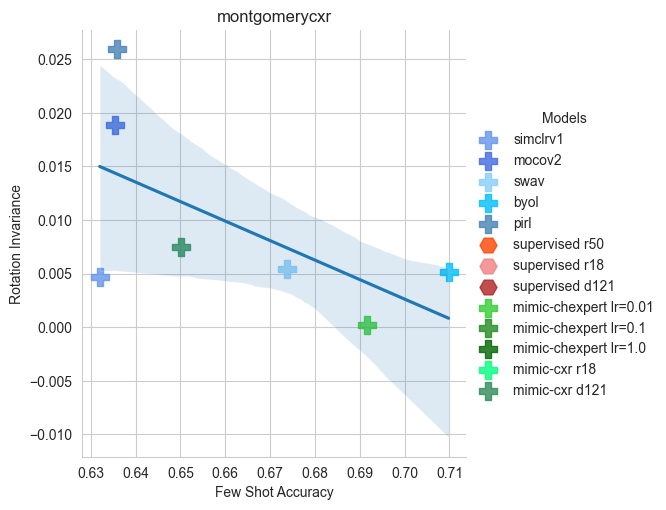 montgomerycxr
0.025
0.020
0.015
0.010
0.005
0.000
−0.005
−0.010
Rotation Invariance
0.63 0.64 0.65 0.66 0.67 0.68 0.69 0.70 0.71
Few Shot Accuracy
Models
simclrv1
mocov2
swav
byol
pirl
supervised r50
supervised r18
supervised d121
mimic-chexpert lr=0.01
mimic-chexpert lr=0.1
mimic-chexpert lr=1.0
mimic-cxr r18
mimic-cxr d121